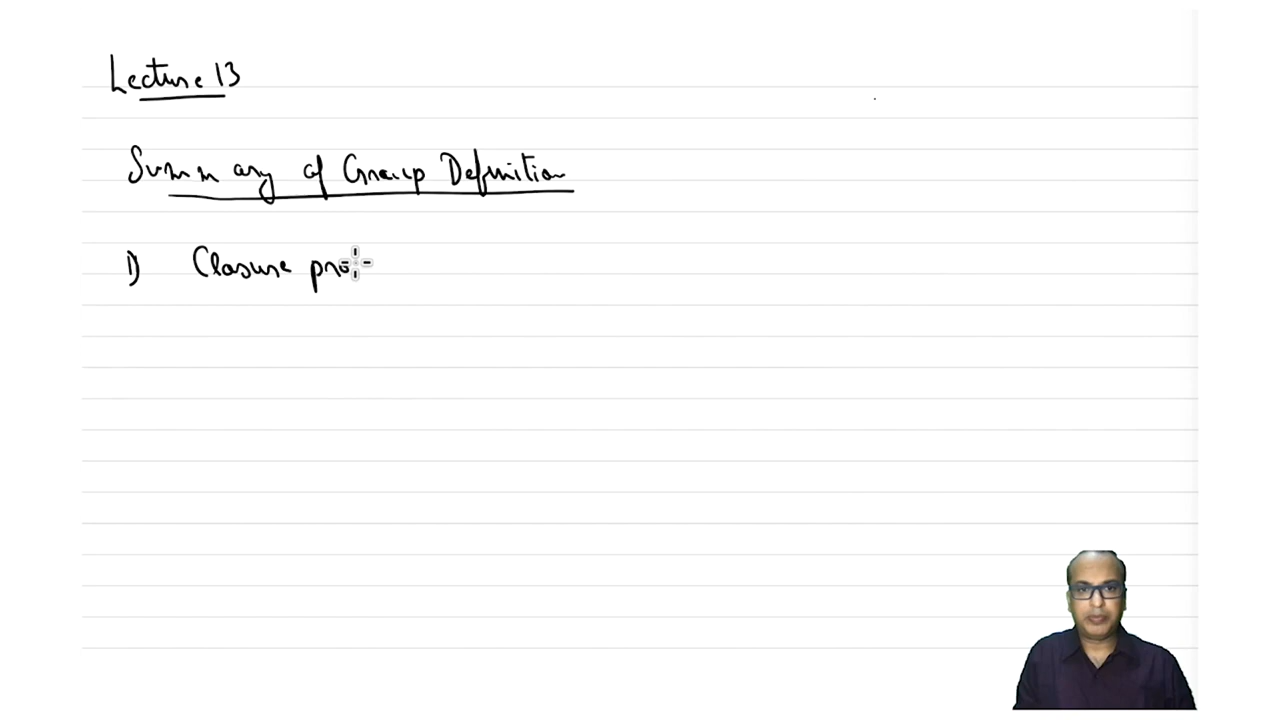 Lecture 13
Summary of Group Definition
1) Closure pro